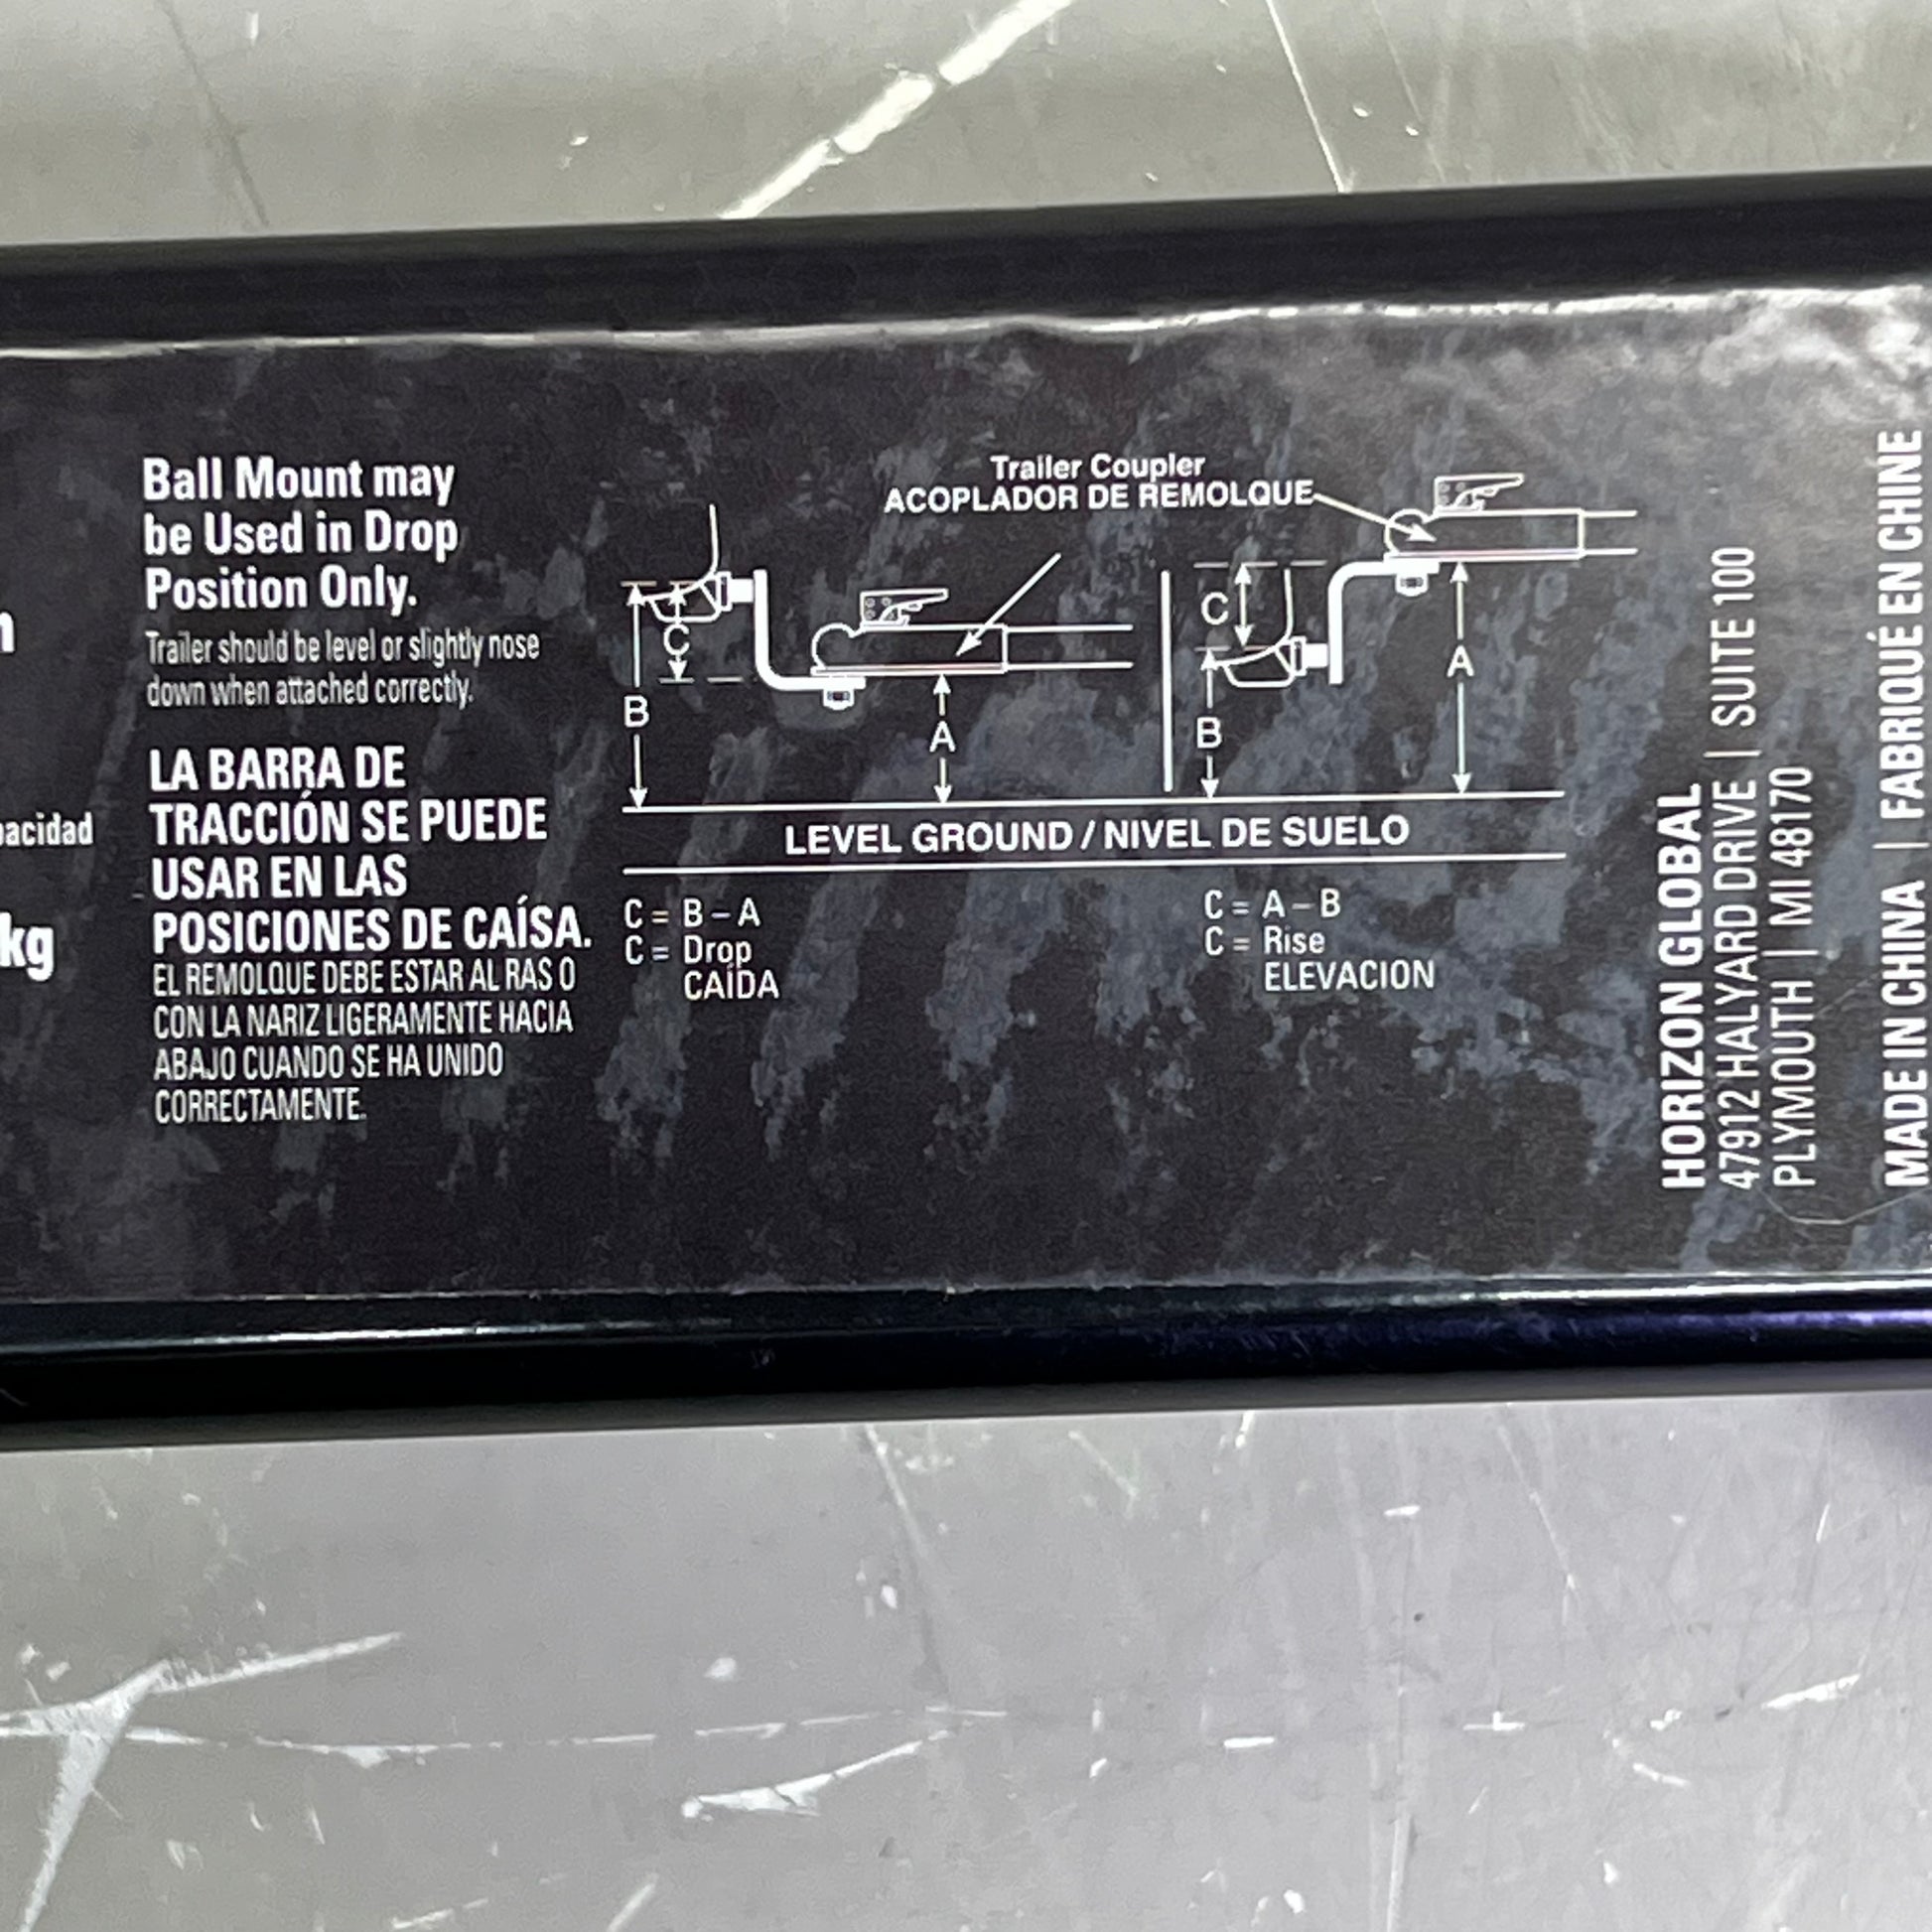 Ball Mount may
be Used in Drop
Position Only.
Trailer should be level or slightly nose
down when attached correctly.
LA BARRA DE
TRACCIÓN SE PUEDE
USAR EN LAS
POSICIONES DE CAÍSA.
EL REMOLQUE DEBE ESTAR AL RAS O
CON LA NARIZ LIGERAMENTE HACIA
ABAJO CUANDO SE HA UNIDO
CORRECTAMENTE.
kg
Trailer Coupler
ACOPLADOR DE REMOLQUE
C
B
A
C
B
A
LEVEL GROUND / NIVEL DE SUELO
C = B – A
C = Drop
CAÍDA
C = A – B
C = Rise
ELEVACION
HORIZON GLOBAL
47912 HALYARD DRIVE | SUITE 100
PLYMOUTH | MI 48170
MADE IN CHINA | FABRIQUÉ EN CHINE